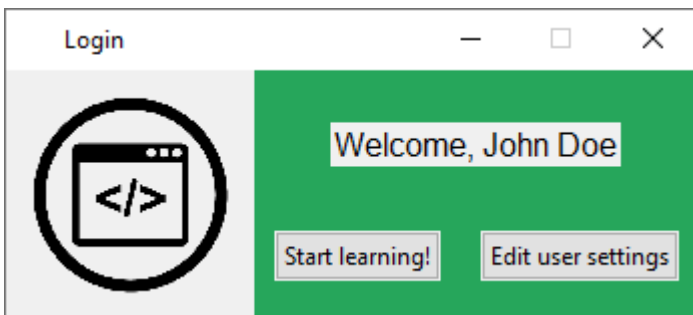 Login
</>
Welcome, John Doe
Start learning!
Edit user settings